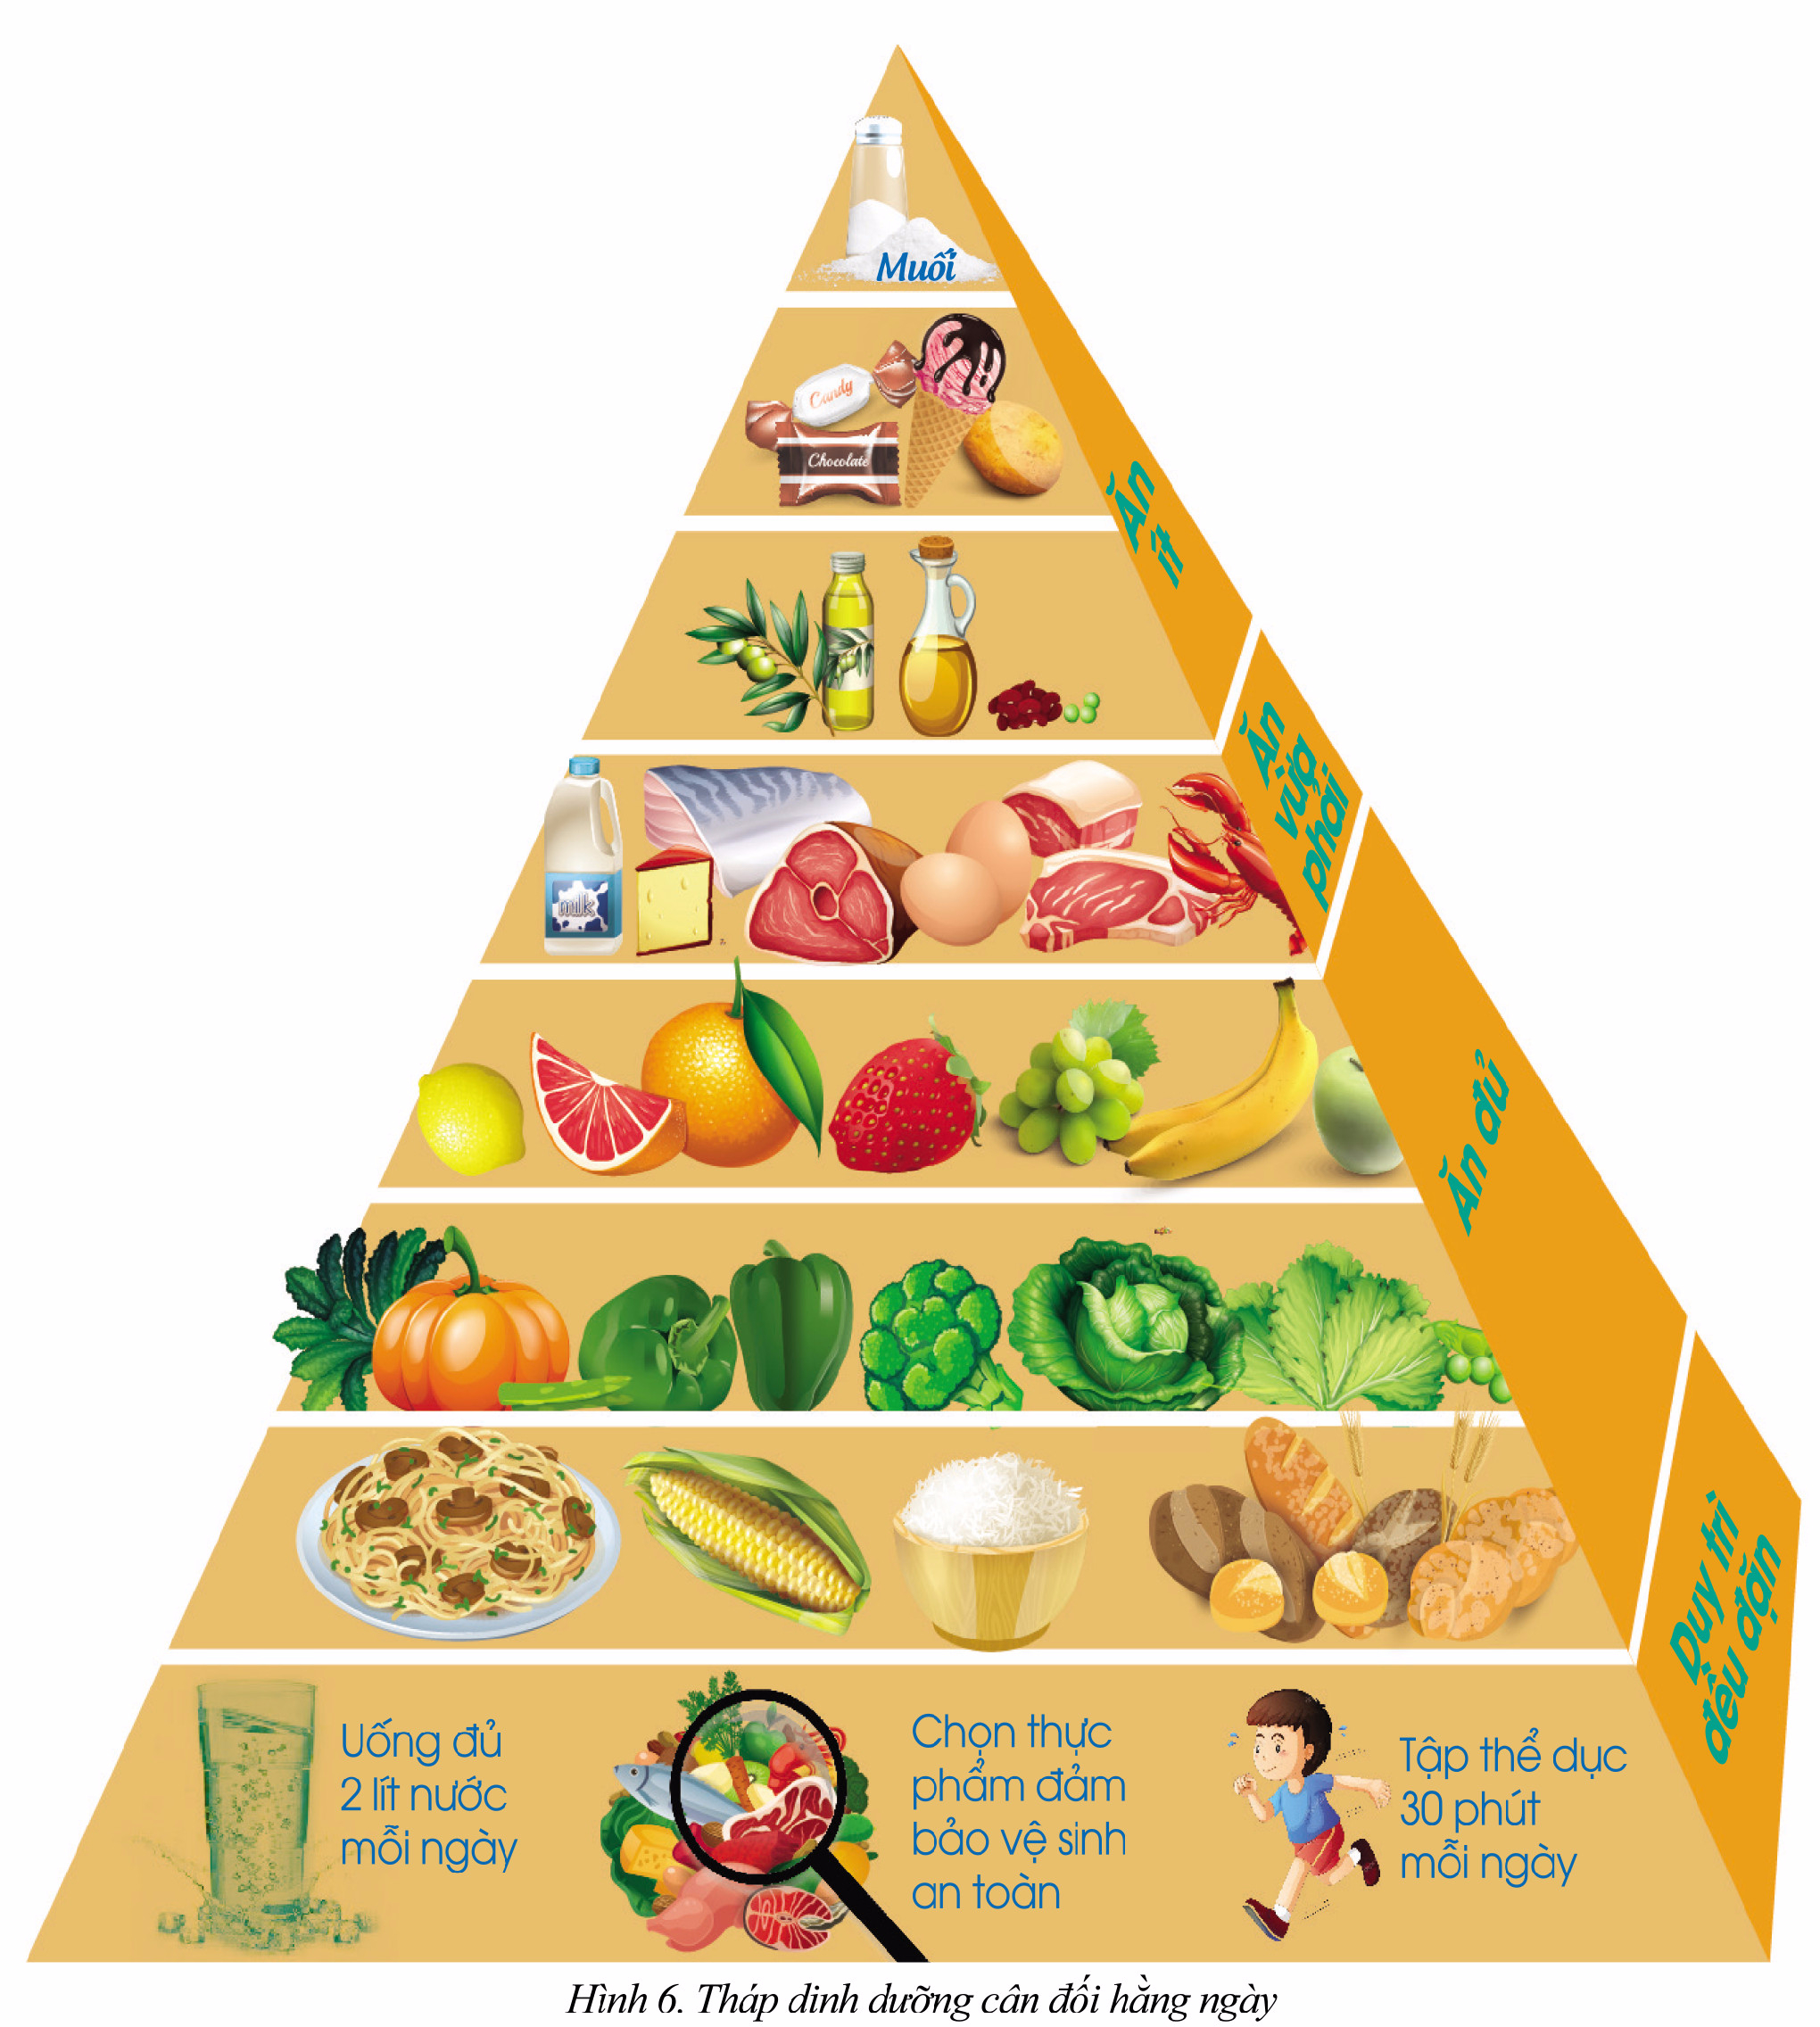 Muối
Candy
Chocolate
Ăn
ít
Ăn
vừa
phải
milk
Ăn đủ
Duy trì
đều đặn
Uống đủ
2 lít nước
mỗi ngày
Chọn thực
phẩm đảm
bảo vệ sinh
an toàn
Tập thể dục
30 phút
mỗi ngày
Hình 6. Tháp dinh dưỡng cân đối hằng ngày